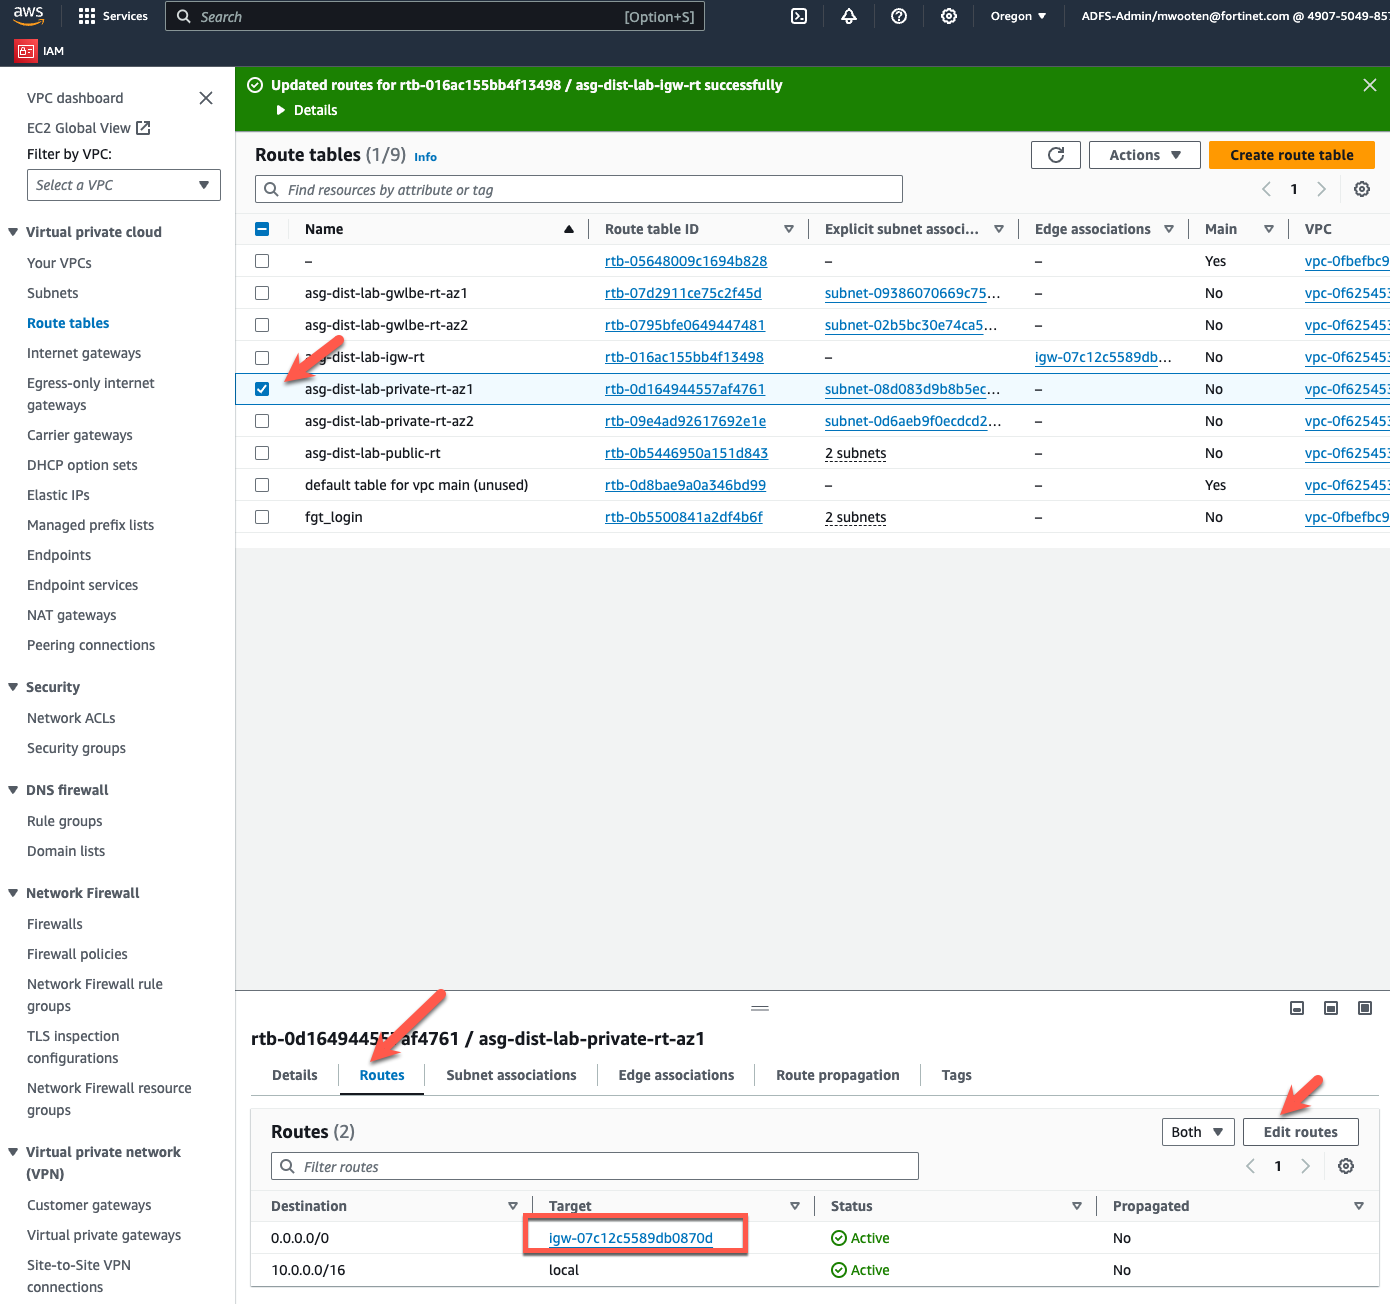 aws
Services
Search
[Option+S]
Oregon
ADFS-Admin/mwooten@fortinet.com @ 4907-5049-857
IAM
VPC dashboard
EC2 Global View
Filter by VPC:
Select a VPC
Virtual private cloud
Your VPCs
Subnets
Route tables
Internet gateways
Egress-only internet
gateways
Carrier gateways
DHCP option sets
Elastic IPs
Managed prefix lists
Endpoints
Endpoint services
NAT gateways
Peering connections
Security
Network ACLs
Security groups
DNS firewall
Rule groups
Domain lists
Network Firewall
Firewalls
Firewall policies
Network Firewall rule
groups
TLS inspection
configurations
Network Firewall resource
groups
Virtual private network
(VPN)
Customer gateways
Virtual private gateways
Site-to-Site VPN
connections
Updated routes for rtb-016ac155bb4f13498 / asg-dist-lab-igw-rt successfully
Details
Route tables (1/9) Info
Actions
Create route table
Find resources by attribute or tag
1
Name Route table ID Explicit subnet associ... Edge associations Main VPC
– rtb-05648009c1694b828 – – Yes vpc-0fbefbc9
asg-dist-lab-gwlbe-rt-az1 rtb-07d2911ce75c2f45d subnet-09386070669c75... – No vpc-0f625453
asg-dist-lab-gwlbe-rt-az2 rtb-0795bfe0649447481 subnet-02b5bc30e74ca5... – No vpc-0f625453
asg-dist-lab-igw-rt rtb-016ac155bb4f13498 – igw-07c12c5589db... No vpc-0f625453
asg-dist-lab-private-rt-az1 rtb-0d164944557af4761 subnet-08d083d9b8b5ec... – No vpc-0f625453
asg-dist-lab-private-rt-az2 rtb-09e4ad92617692e1e subnet-0d6aeb9f0ecdcd2... – No vpc-0f625453
asg-dist-lab-public-rt rtb-0b5446950a151d843 2 subnets – No vpc-0f625453
default table for vpc main (unused) rtb-0d8bae9a0a346bd99 – – Yes vpc-0f625453
fgt_login rtb-0b5500841a2df4b6f 2 subnets – No vpc-0fbefbc9
rtb-0d164944557af4761 / asg-dist-lab-private-rt-az1
Details Routes Subnet associations Edge associations Route propagation Tags
Routes (2)
Both
Edit routes
Filter routes
1
Destination Target Status Propagated
0.0.0.0/0 igw-07c12c5589db0870d Active No
10.0.0.0/16 local Active No